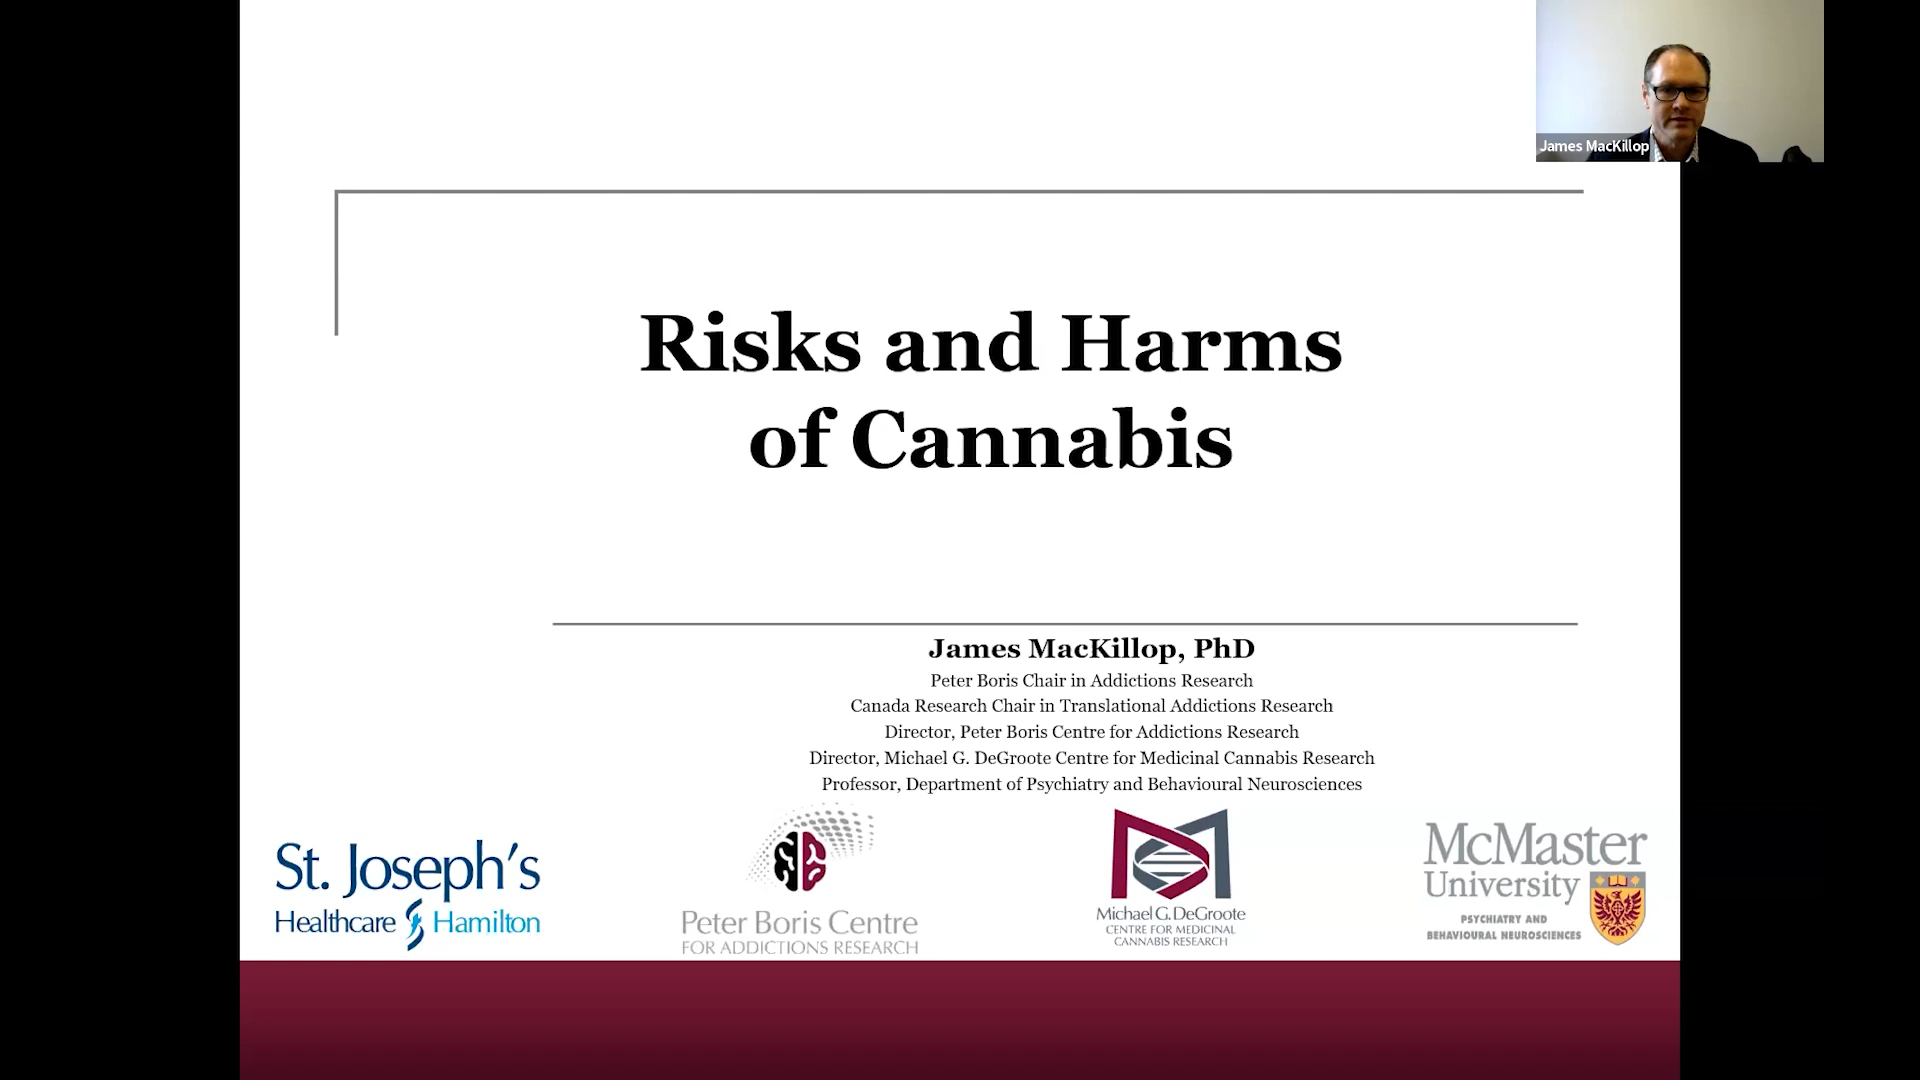 James MacKillop
Risks and Harms
of Cannabis
James MacKillop, PhD
Peter Boris Chair in Addictions Research
Canada Research Chair in Translational Addictions Research
Director, Peter Boris Centre for Addictions Research
Director, Michael G. DeGroote Centre for Medicinal Cannabis Research
Professor, Department of Psychiatry and Behavioural Neurosciences
St. Joseph's
Healthcare Hamilton
Peter Boris Centre
FOR ADDICTIONS RESEARCH
Michael G. DeGroote
CENTRE FOR MEDICINAL
CANNABIS RESEARCH
McMaster
University
PSYCHIATRY AND
BEHAVIOURAL NEUROSCIENCES